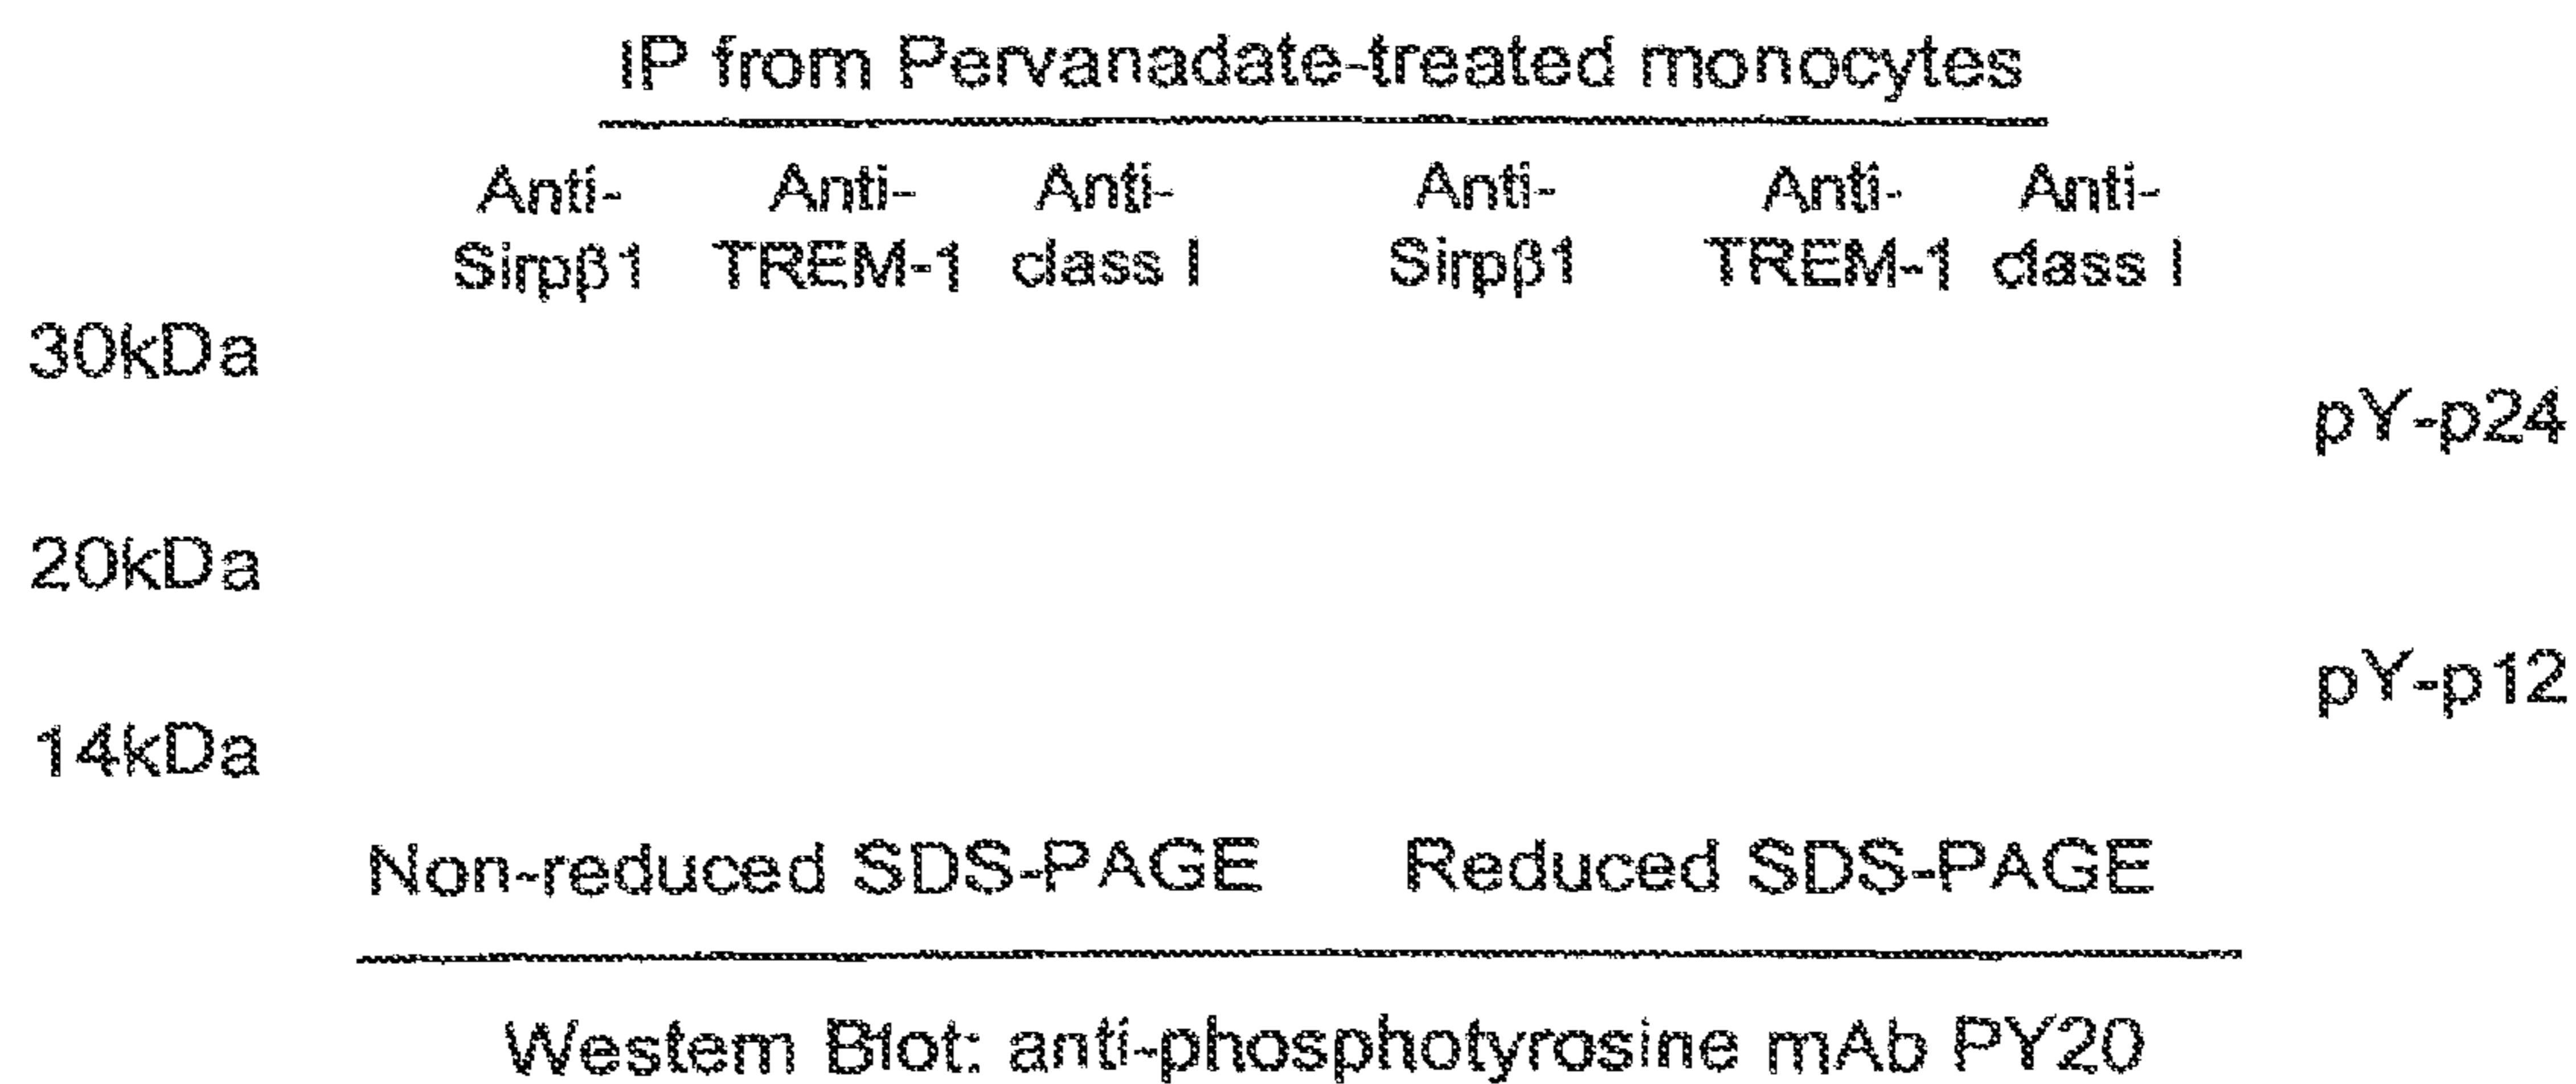 IP from Pervanadate-treated monocytes
Anti- Anti- Anti- Anti- Anti- Anti-
Sirpβ1 TREM-1 class I Sirpβ1 TREM-1 class I
30kDa
pY-p24
20kDa
pY-p12
14kDa
Non-reduced SDS-PAGE Reduced SDS-PAGE
Western Blot: anti-phosphotyrosine mAb PY20